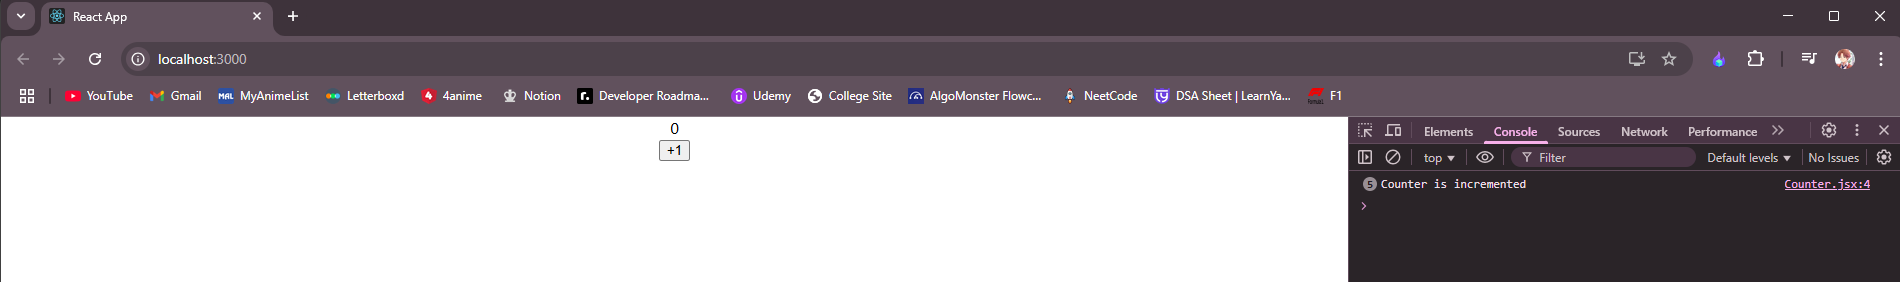 React App
localhost:3000
YouTube Gmail MAL MyAnimeList Letterboxd 4anime Notion r. Developer Roadma... Udemy College Site AlgoMonster Flowc... NeetCode DSA Sheet | LearnYa... F1
0
+1
Elements Console Sources Network Performance
top Filter Default levels No Issues
5 Counter is incremented Counter.jsx:4